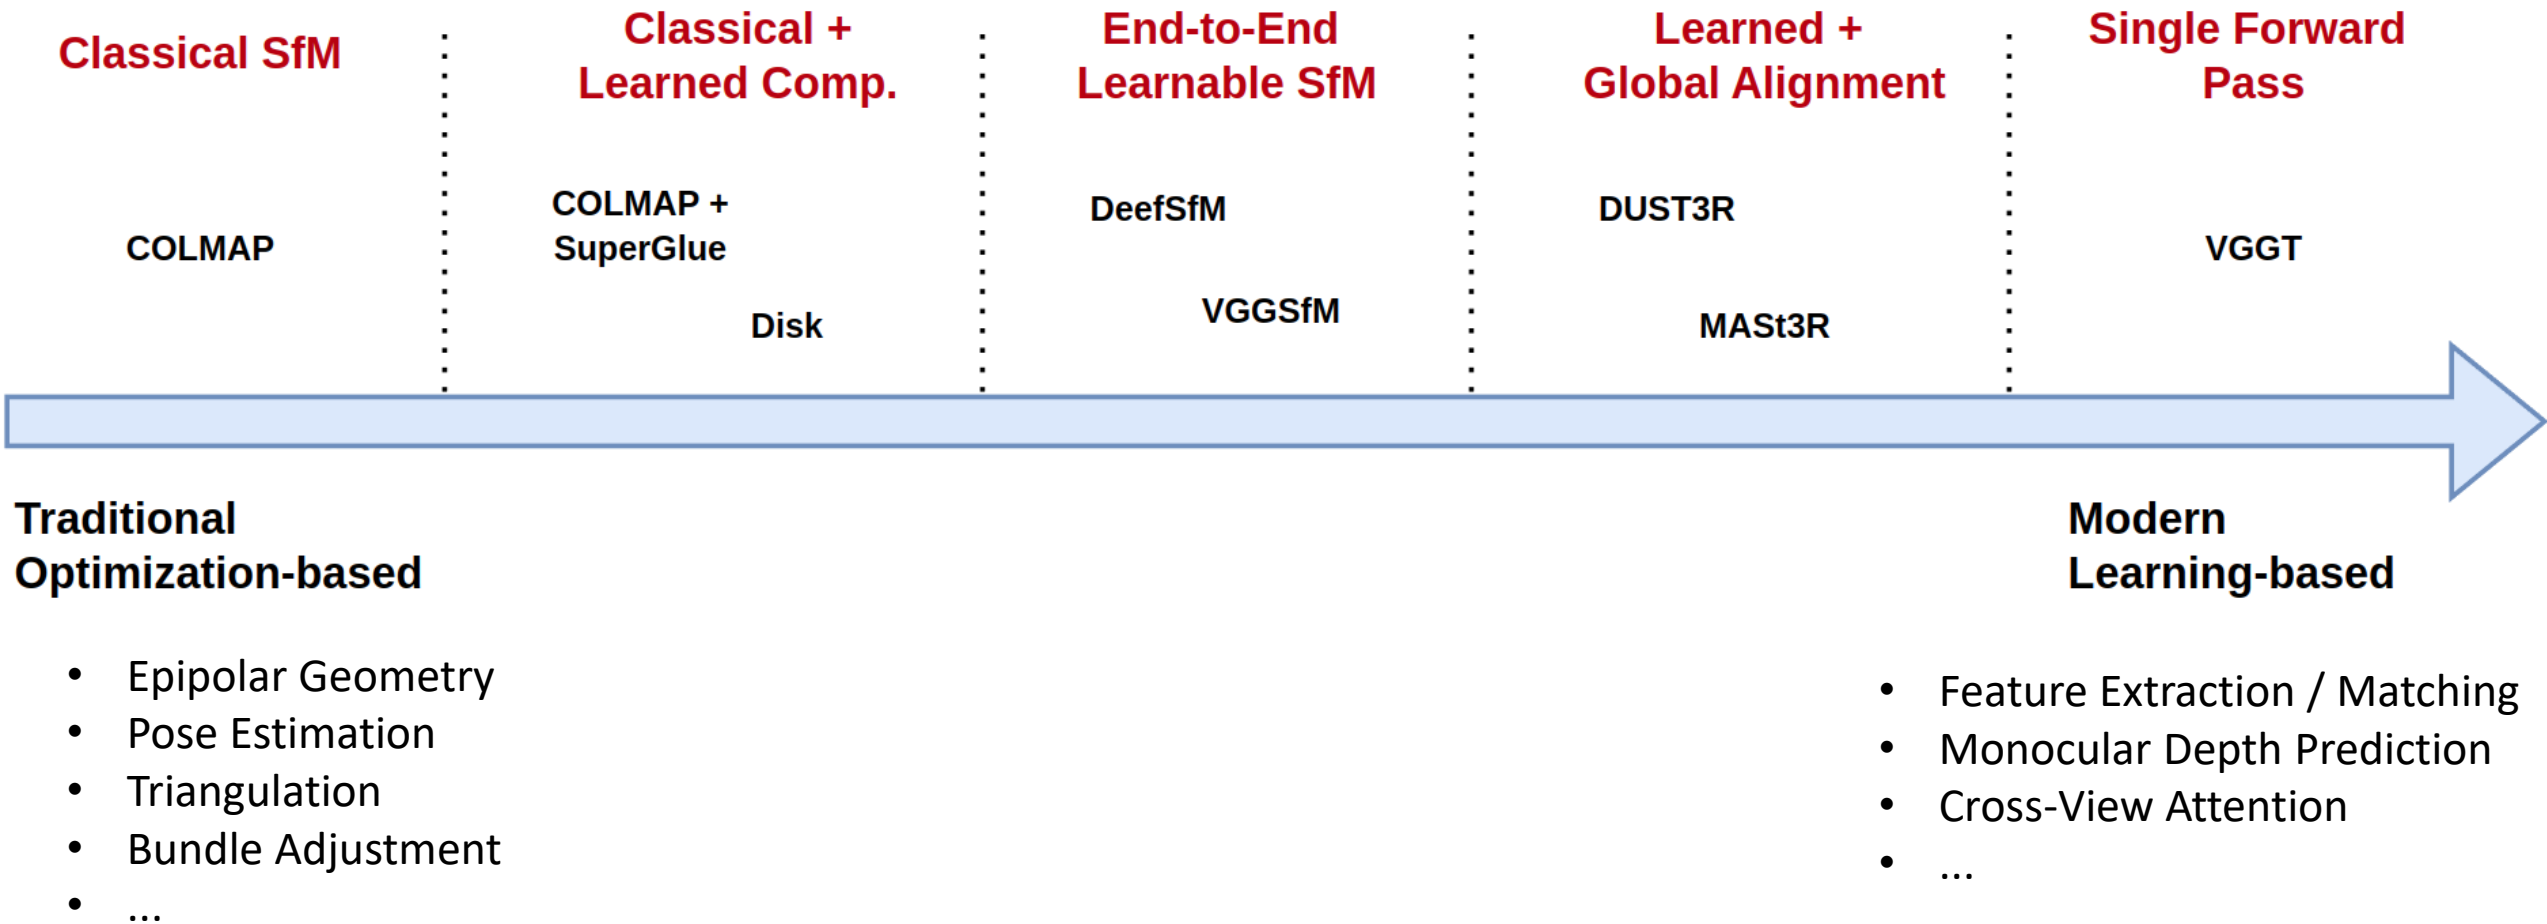 Classical SfM
Classical +
Learned Comp.
End-to-End
Learnable SfM
Learned +
Global Alignment
Single Forward
Pass
COLMAP
COLMAP +
SuperGlue
Disk
DeefSfM
VGGSfM
DUST3R
MASt3R
VGGT
Traditional
Optimization-based
• Epipolar Geometry
• Pose Estimation
• Triangulation
• Bundle Adjustment
• ...
Modern
Learning-based
• Feature Extraction / Matching
• Monocular Depth Prediction
• Cross-View Attention
• ...